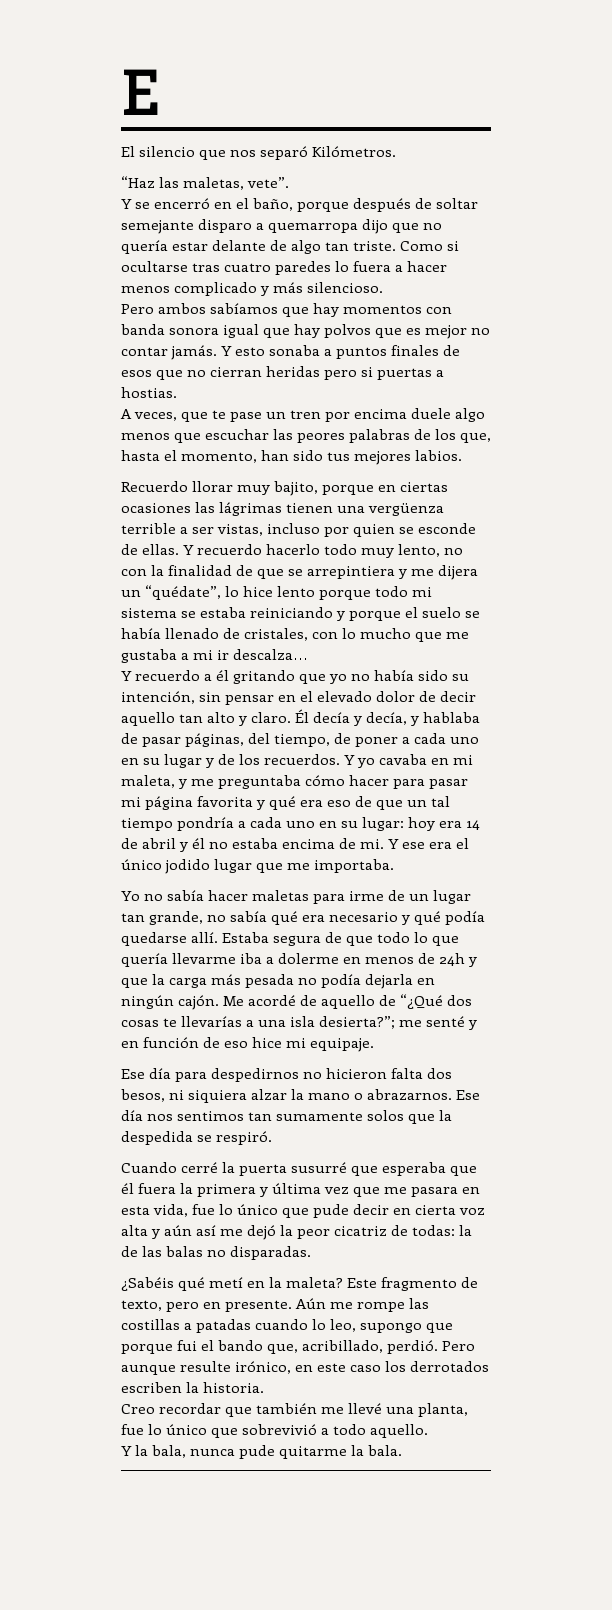 E
El silencio que nos separó Kilómetros.
“Haz las maletas, vete”.
Y se encerró en el baño, porque después de soltar
semejante disparo a quemarropa dijo que no
quería estar delante de algo tan triste. Como si
ocultarse tras cuatro paredes lo fuera a hacer
menos complicado y más silencioso.
Pero ambos sabíamos que hay momentos con
banda sonora igual que hay polvos que es mejor no
contar jamás. Y esto sonaba a puntos finales de
esos que no cierran heridas pero si puertas a
hostias.
A veces, que te pase un tren por encima duele algo
menos que escuchar las peores palabras de los que,
hasta el momento, han sido tus mejores labios.
Recuerdo llorar muy bajito, porque en ciertas
ocasiones las lágrimas tienen una vergüenza
terrible a ser vistas, incluso por quien se esconde
de ellas. Y recuerdo hacerlo todo muy lento, no
con la finalidad de que se arrepintiera y me dijera
un “quédate”, lo hice lento porque todo mi
sistema se estaba reiniciando y porque el suelo se
había llenado de cristales, con lo mucho que me
gustaba a mi ir descalza…
Y recuerdo a él gritando que yo no había sido su
intención, sin pensar en el elevado dolor de decir
aquello tan alto y claro. Él decía y decía, y hablaba
de pasar páginas, del tiempo, de poner a cada uno
en su lugar y de los recuerdos. Y yo cavaba en mi
maleta, y me preguntaba cómo hacer para pasar
mi página favorita y qué era eso de que un tal
tiempo pondría a cada uno en su lugar: hoy era 14
de abril y él no estaba encima de mi. Y ese era el
único jodido lugar que me importaba.
Yo no sabía hacer maletas para irme de un lugar
tan grande, no sabía qué era necesario y qué podía
quedarse allí. Estaba segura de que todo lo que
quería llevarme iba a dolerme en menos de 24h y
que la carga más pesada no podía dejarla en
ningún cajón. Me acordé de aquello de “¿Qué dos
cosas te llevarías a una isla desierta?”; me senté y
en función de eso hice mi equipaje.
Ese día para despedirnos no hicieron falta dos
besos, ni siquiera alzar la mano o abrazarnos. Ese
día nos sentimos tan sumamente solos que la
despedida se respiró.
Cuando cerré la puerta susurré que esperaba que
él fuera la primera y última vez que me pasara en
esta vida, fue lo único que pude decir en cierta voz
alta y aún así me dejó la peor cicatriz de todas: la
de las balas no disparadas.
¿Sabéis qué metí en la maleta? Este fragmento de
texto, pero en presente. Aún me rompe las
costillas a patadas cuando lo leo, supongo que
porque fui el bando que, acribillado, perdió. Pero
aunque resulte irónico, en este caso los derrotados
escriben la historia.
Creo recordar que también me llevé una planta,
fue lo único que sobrevivió a todo aquello.
Y la bala, nunca pude quitarme la bala.